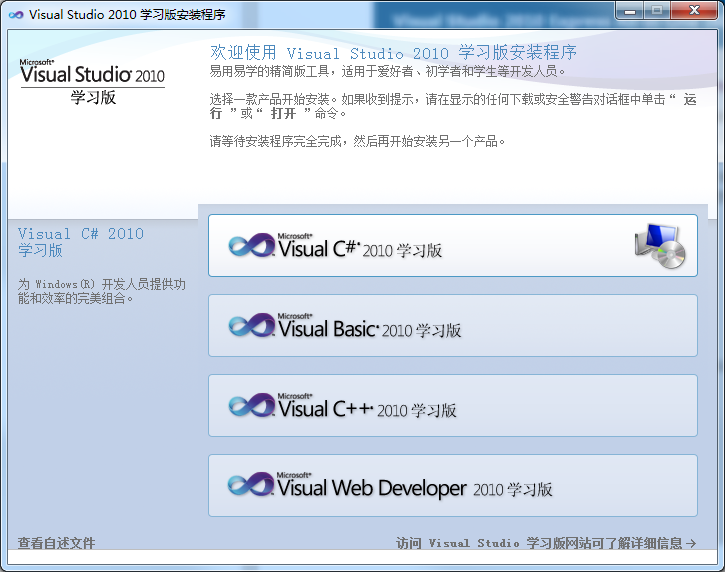 Visual Studio 2010 学习版安装程序
Microsoft®
Visual Studio® 2010
学习版
欢迎使用 Visual Studio 2010 学习版安装程序
易用易学的精简版工具，适用于爱好者、初学者和学生等开发人员。
选择一款产品开始安装。如果收到提示，请在显示的任何下载或安全警告对话框中单击“ 运
行 ”或“ 打开 ”命令。
请等待安装程序完全完成，然后再开始安装另一个产品。
Visual C# 2010
学习版
为 Windows(R) 开发人员提供功
能和效率的完美组合。
Microsoft®
Visual C#® 2010 学习版
Microsoft®
Visual Basic® 2010 学习版
Microsoft®
Visual C++® 2010 学习版
Microsoft®
Visual Web Developer 2010 学习版
查看自述文件
访问 Visual Studio 学习版网站可了解详细信息→